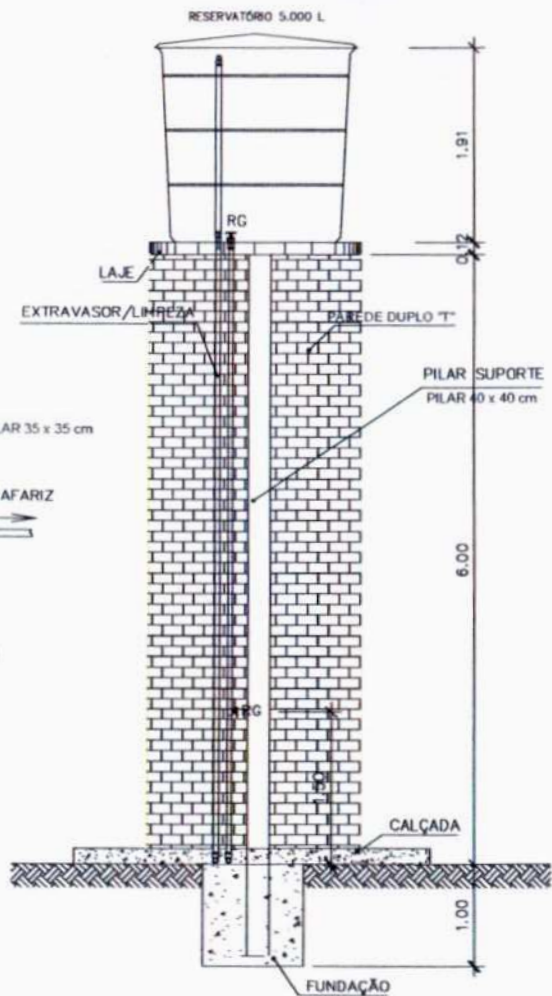 RESERVATÓRIO 5.000 L
1,91
RG
0,12
LAJE
EXTRAVASOR/LIMPEZA
PAREDE DUPLO "T"
PILAR SUPORTE
PILAR 40 x 40 cm
AR 35 x 35 cm
AFARIZ
6.00
RG
1,50
CALÇADA
1.00
FUNDAÇÃO